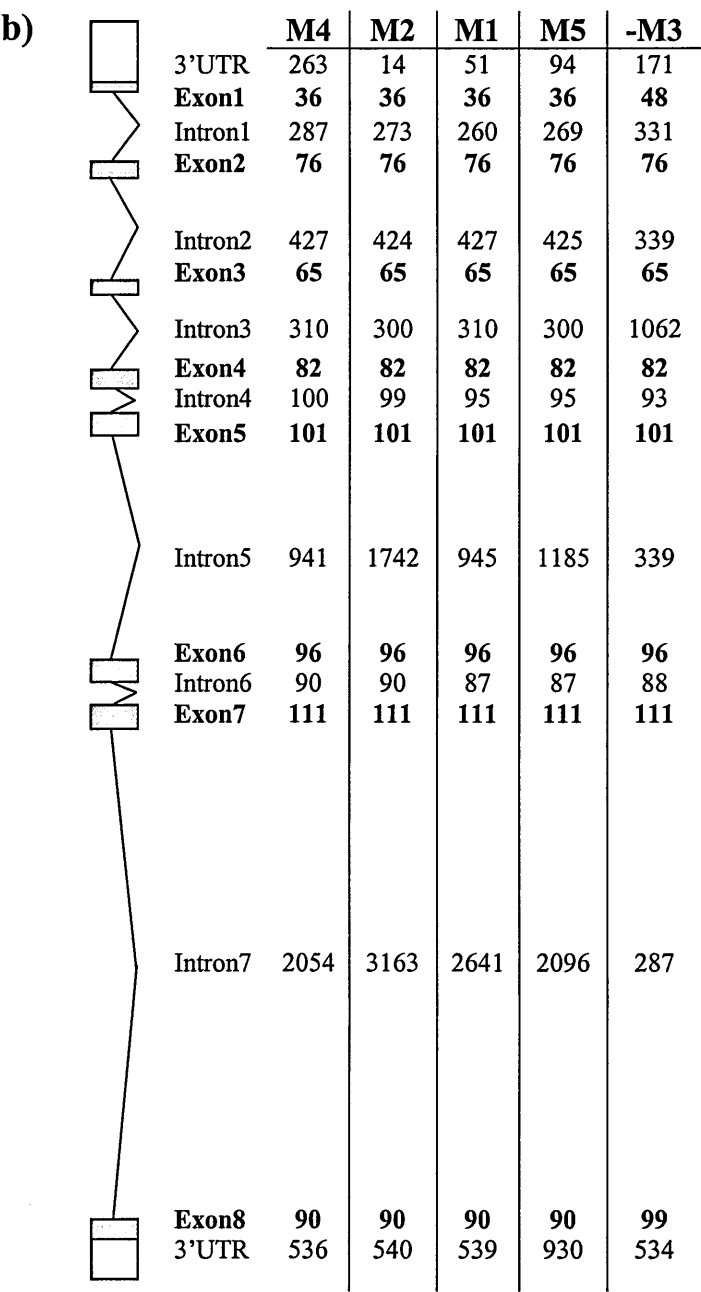 b)
M4 M2 M1 M5 -M3
3'UTR 263 14 51 94 171
Exon1 36 36 36 36 48
Intron1 287 273 260 269 331
Exon2 76 76 76 76 76
Intron2 427 424 427 425 339
Exon3 65 65 65 65 65
Intron3 310 300 310 300 1062
Exon4 82 82 82 82 82
Intron4 100 99 95 95 93
Exon5 101 101 101 101 101
Intron5 941 1742 945 1185 339
Exon6 96 96 96 96 96
Intron6 90 90 87 87 88
Exon7 111 111 111 111 111
Intron7 2054 3163 2641 2096 287
Exon8 90 90 90 90 99
3'UTR 536 540 539 930 534